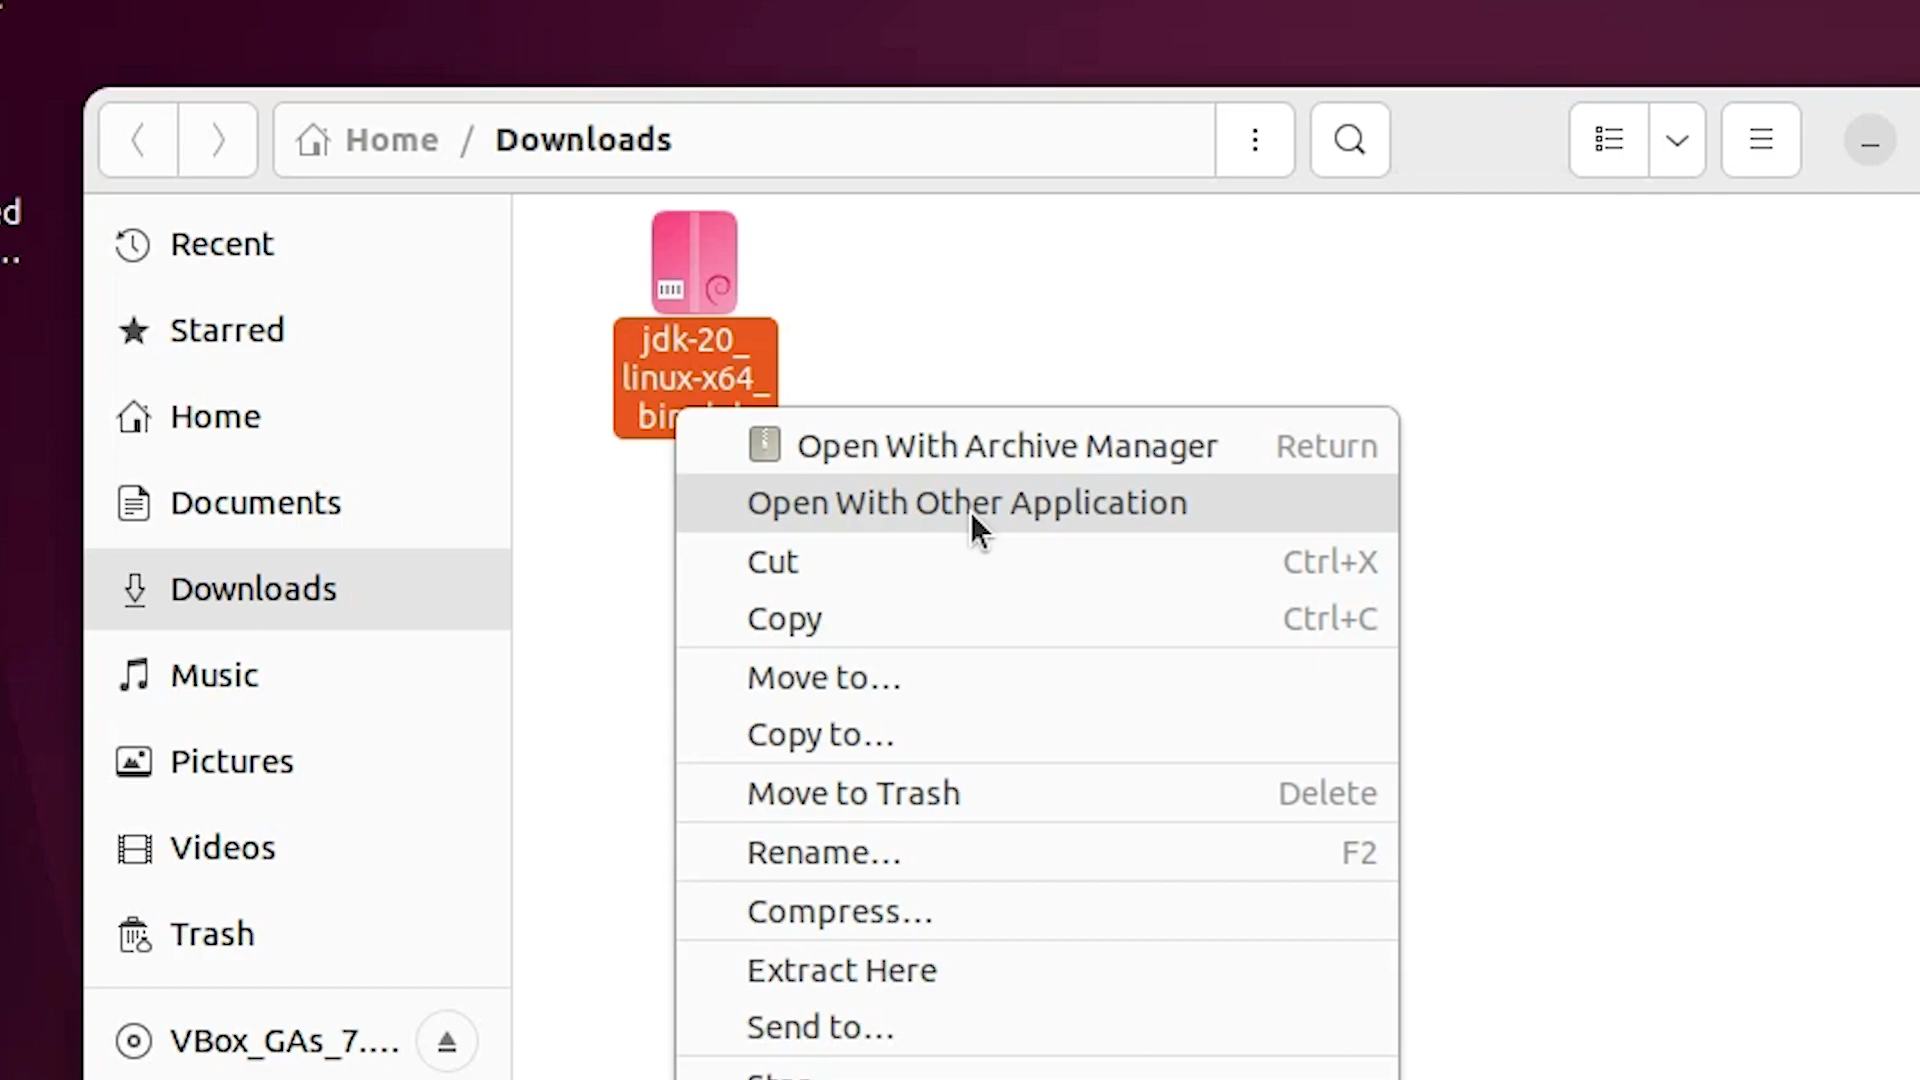 Home / Downloads
ed
..
Recent
Starred
Home
Documents
Downloads
Music
Pictures
Videos
Trash
VBox_GAs_7....
jdk-20_
linux-x64_
Open With Archive Manager Return
Open With Other Application
Cut Ctrl+X
Copy Ctrl+C
Move to...
Copy to...
Move to Trash Delete
Rename... F2
Compress...
Extract Here
Send to...